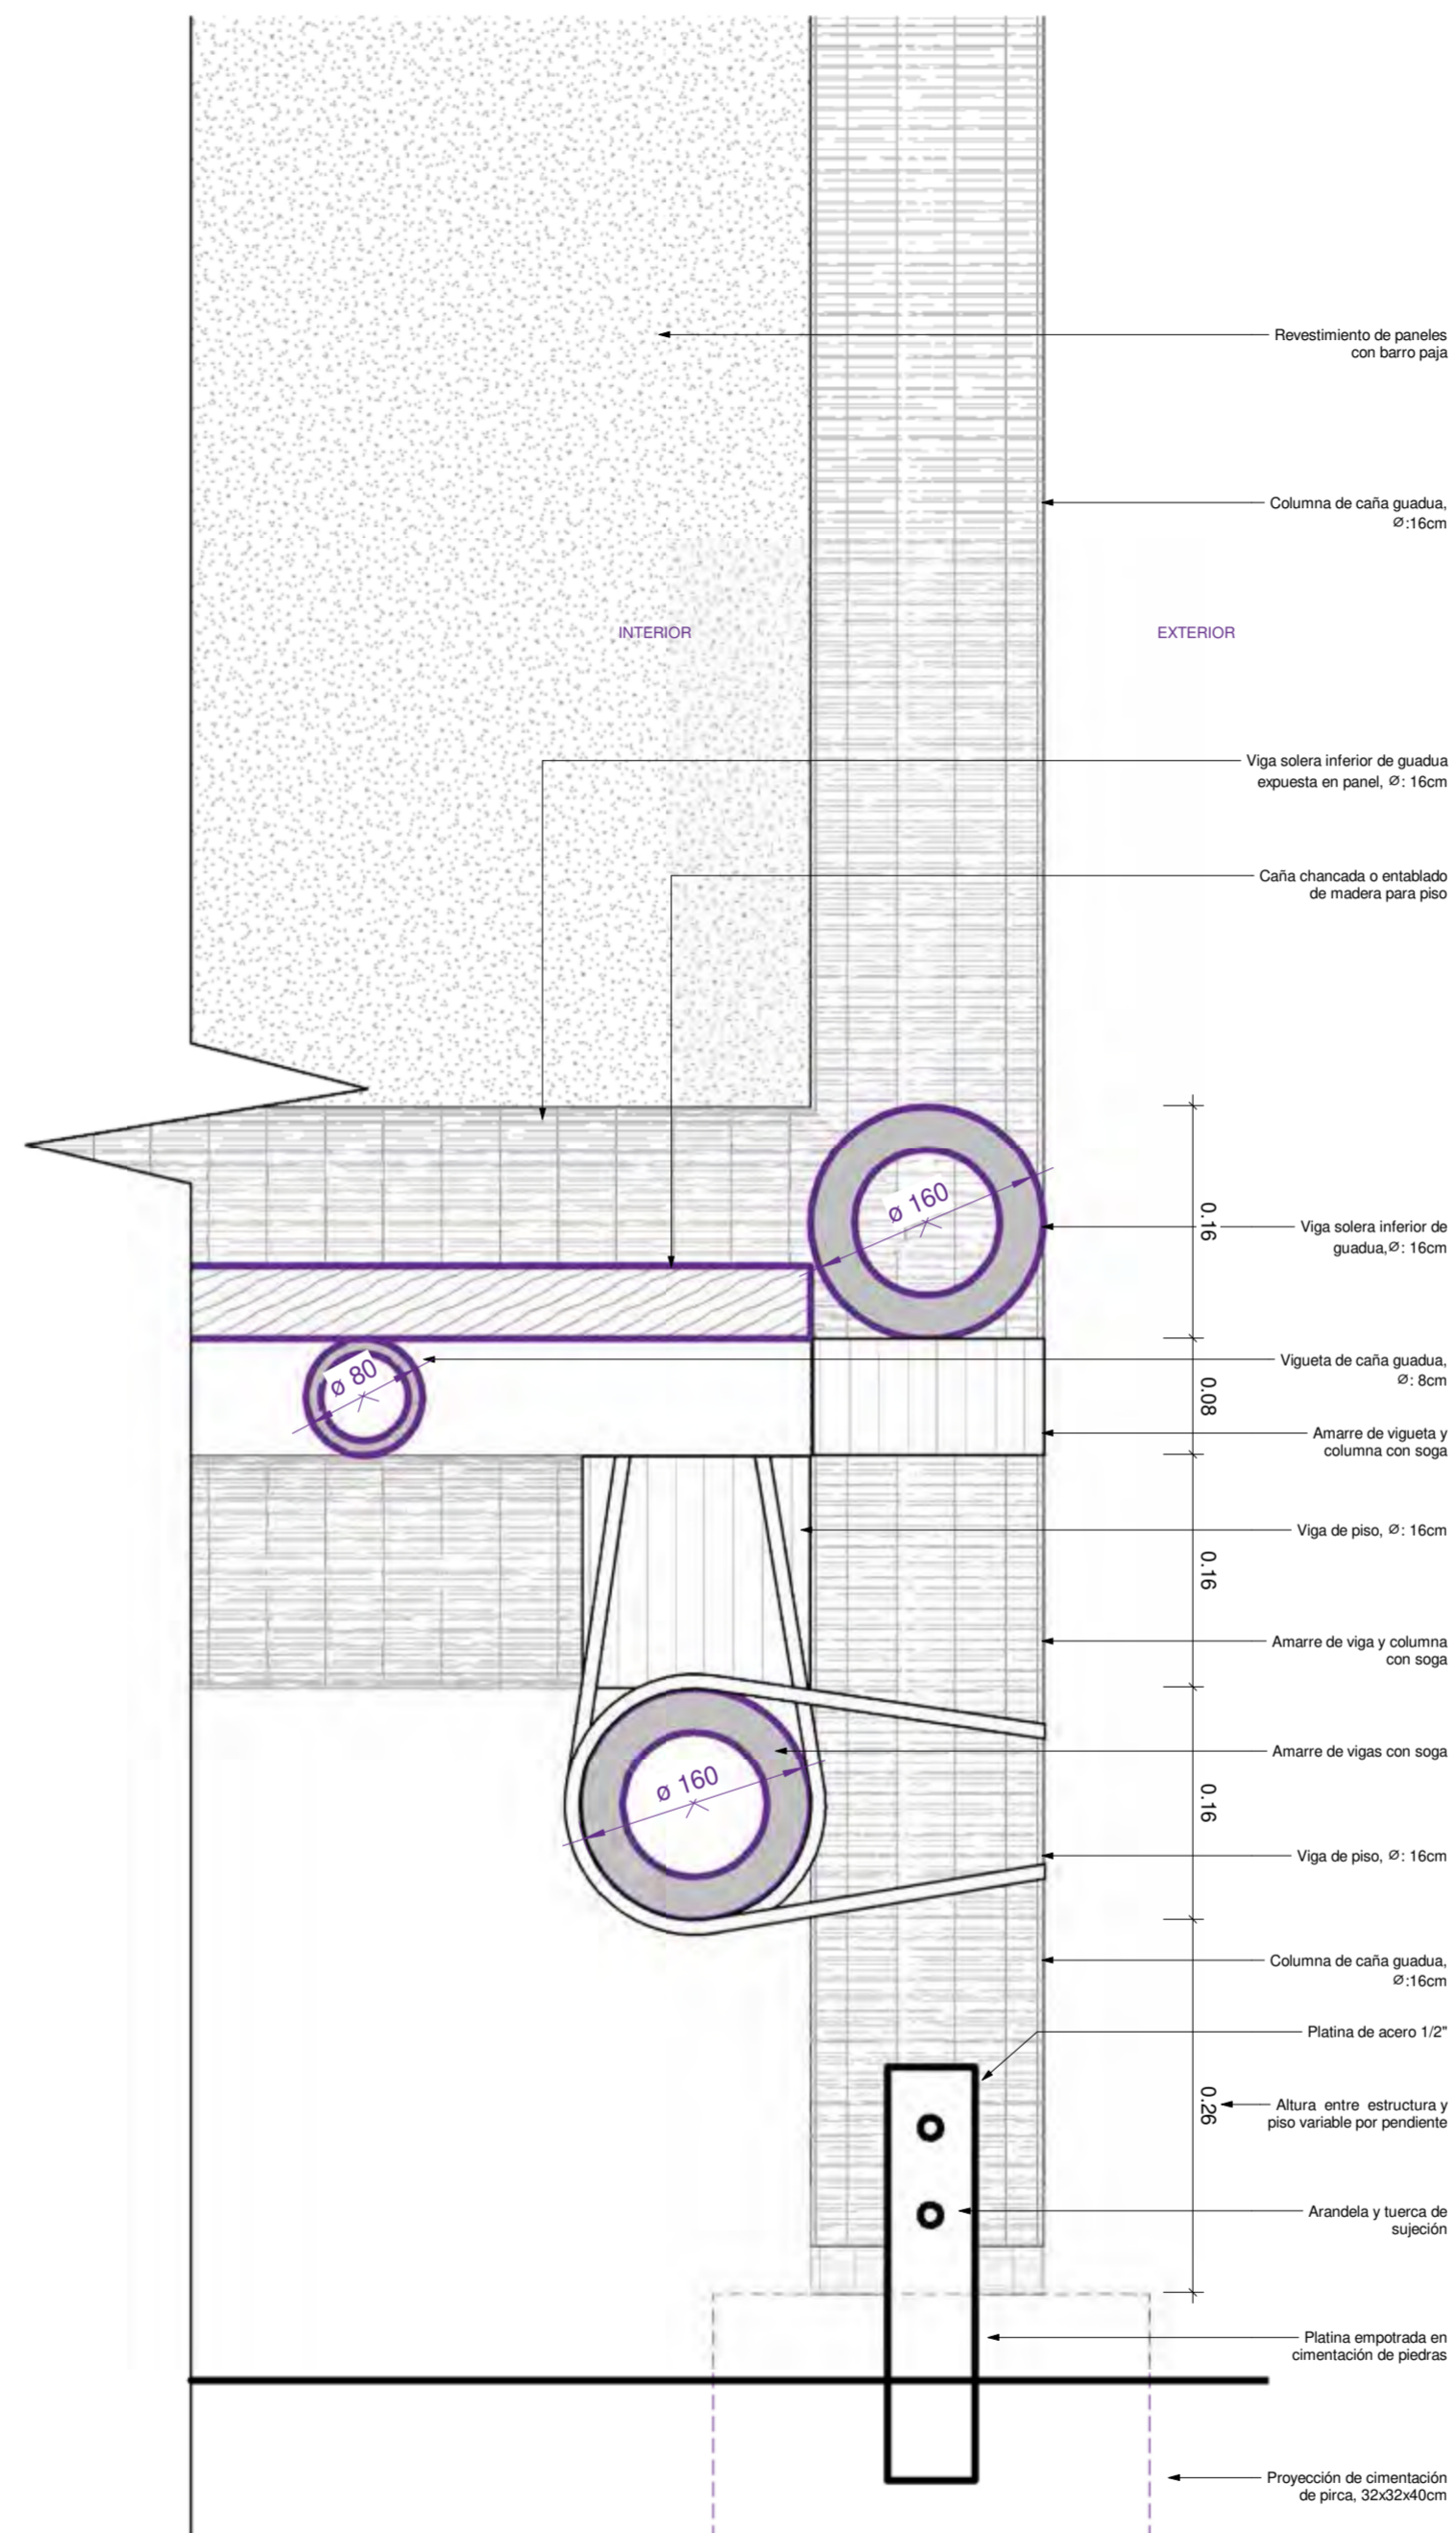 Revestimiento de paneles
con barro paja
Columna de caña guadua,
Ø:16cm
INTERIOR
EXTERIOR
Viga solera inferior de guadua
expuesta en panel, Ø: 16cm
Caña chancada o entablado
de madera para piso
ø 160
0.16
Viga solera inferior de
guadua,Ø: 16cm
ø 80
Vigueta de caña guadua,
Ø: 8cm
0.08
Amarre de vigueta y
columna con soga
Viga de piso, Ø: 16cm
0.16
Amarre de viga y columna
con soga
Amarre de vigas con soga
ø 160
0.16
Viga de piso, Ø: 16cm
Columna de caña guadua,
Ø:16cm
Platina de acero 1/2"
0.26
Altura entre estructura y
piso variable por pendiente
Arandela y tuerca de
sujeción
Platina empotrada en
cimentación de piedras
Proyección de cimentación
de pirca, 32x32x40cm